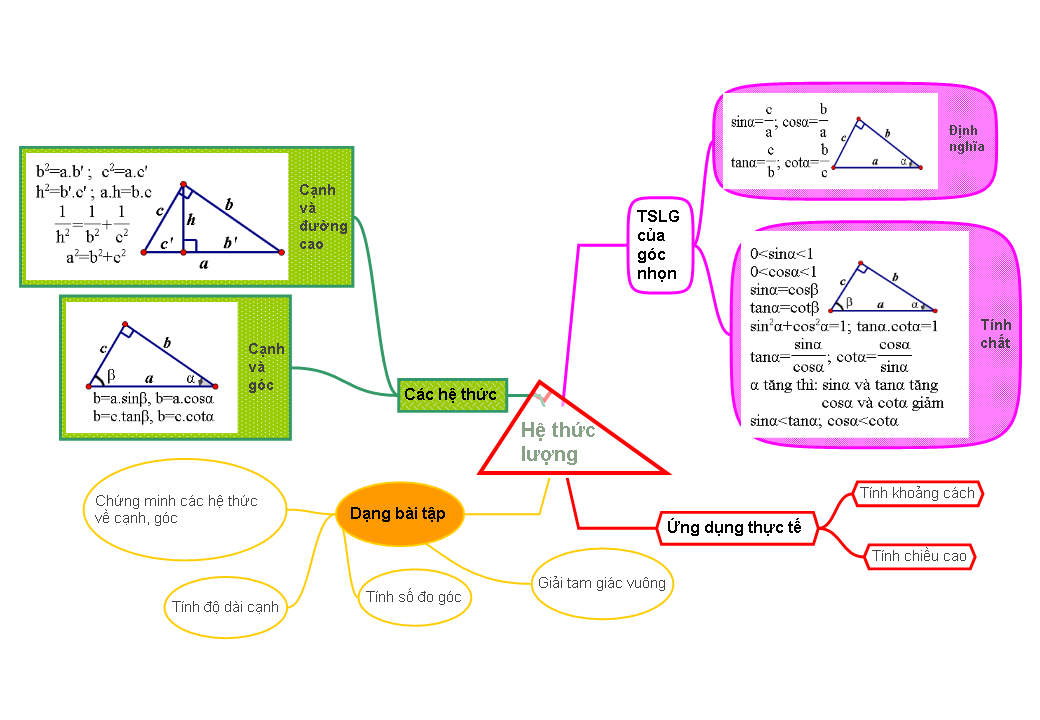 b²=a.b' ; c²=a.c'
h²=b'.c' ; a.h=b.c
1/h²=1/b²+1/c²
a²=b²+c²
c
h
b
c'
b'
a
Cạnh
và
đường
cao
c
b
β
a
α
b=a.sinβ, b=a.cosα
b=c.tanβ, b=c.cotα
Cạnh
và
góc
Các hệ thức
Hệ thức
lượng
TSLG
của
góc
nhọn
sinα=c/a; cosα=b/a
tanα=c/b; cotα=b/c
c
b
a
α
Định
nghĩa
0<sinα<1
0<cosα<1
sinα=cosβ
tanα=cotβ
c
b
β
a
α
sin²α+cos²α=1; tanα.cotα=1
tanα=sinα/cosα; cotα=cosα/sinα
α tăng thì: sinα và tanα tăng
cosα và cotα giảm
sinα<tanα; cosα<cotα
Tính
chất
Dạng bài tập
Chứng minh các hệ thức
về cạnh, góc
Tính độ dài cạnh
Tính số đo góc
Giải tam giác vuông
Ứng dụng thực tế
Tính khoảng cách
Tính chiều cao